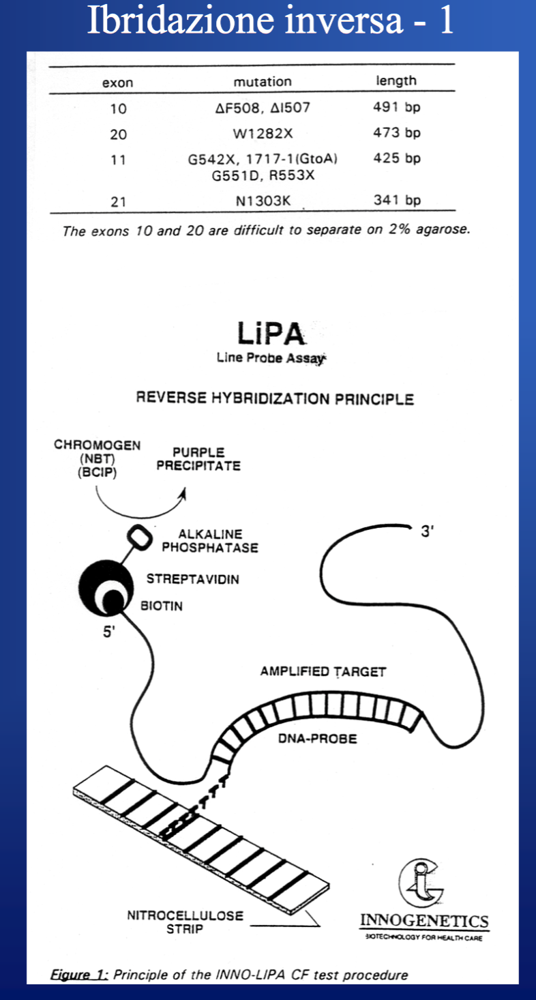 Ibridazione inversa - 1
exon mutation length
10 ΔF508, ΔI507 491 bp
20 W1282X 473 bp
11 G542X, 1717-1(GtoA) 425 bp
G551D, R553X
21 N1303K 341 bp
The exons 10 and 20 are difficult to separate on 2% agarose.
LiPA
Line Probe Assay
REVERSE HYBRIDIZATION PRINCIPLE
CHROMOGEN
(NBT)
(BCIP)
PURPLE
PRECIPITATE
ALKALINE
PHOSPHATASE
3'
STREPTAVIDIN
BIOTIN
5'
AMPLIFIED TARGET
DNA-PROBE
T T T
NITROCELLULOSE
STRIP
INNOGENETICS
BIOTECHNOLOGY FOR HEALTH CARE
Figure 1: Principle of the INNO-LIPA CF test procedure